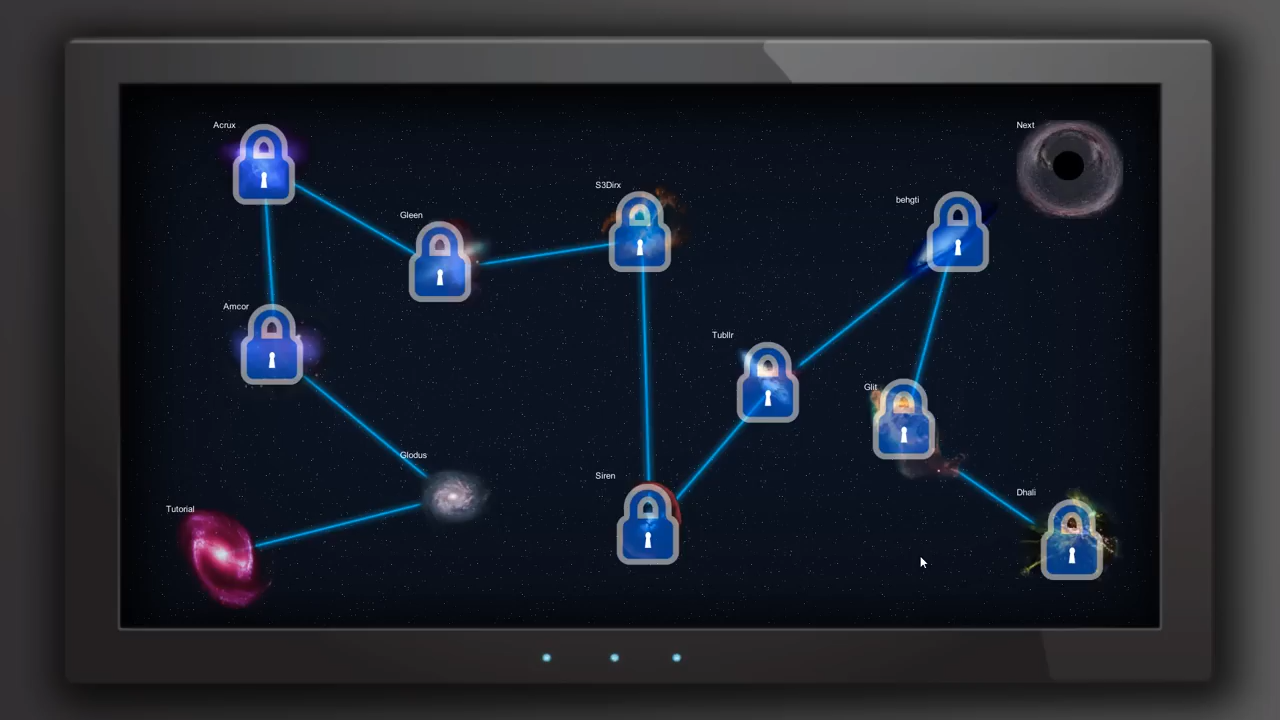 Acrux
Next
S3Dirx
behgti
Gleen
Amcor
Tubllr
Glit
Glodus
Siren
Dhali
Tutorial